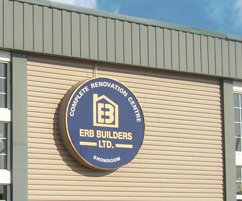 COMPLETE RENOVATION CENTRE
EB
ERB BUILDERS
LTD.
SHOWROOM